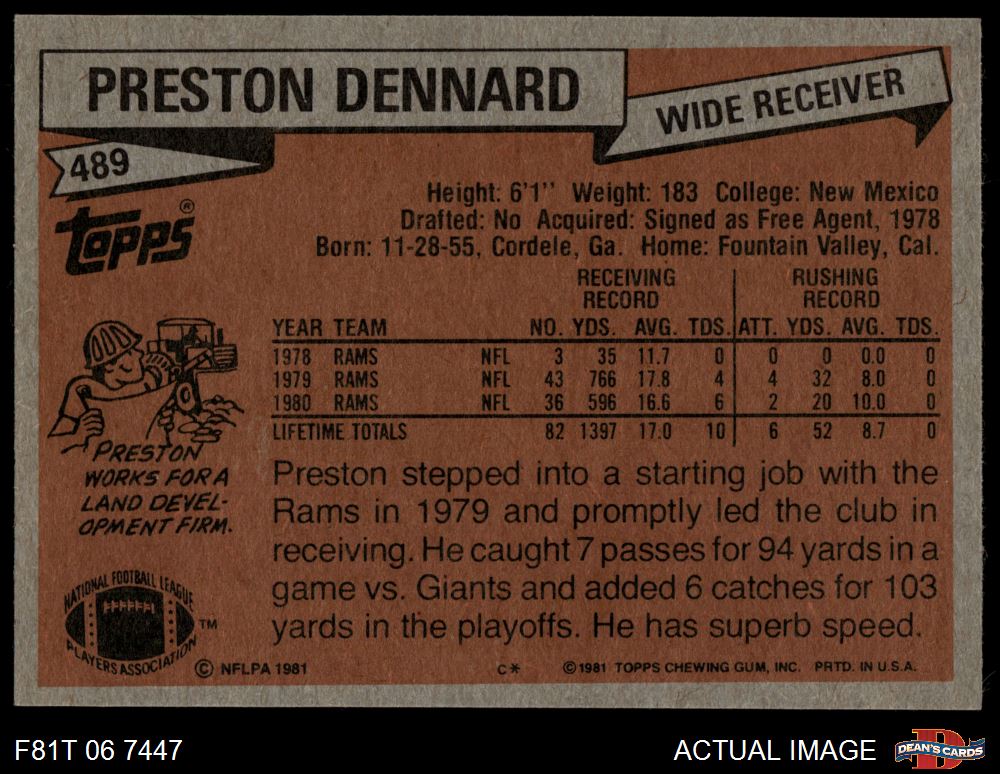 PRESTON DENNARD
WIDE RECEIVER
489
topps®
Height: 6'1'' Weight: 183 College: New Mexico
Drafted: No Acquired: Signed as Free Agent, 1978
Born: 11-28-55, Cordele, Ga. Home: Fountain Valley, Cal.
RECEIVING RECORD RUSHING RECORD
YEAR TEAM NO. YDS. AVG. TDS. ATT. YDS. AVG. TDS.
1978 RAMS NFL 3 35 11.7 0 0 0 0.0 0
1979 RAMS NFL 43 766 17.8 4 4 32 8.0 0
1980 RAMS NFL 36 596 16.6 6 2 20 10.0 0
LIFETIME TOTALS 82 1397 17.0 10 6 52 8.7 0
PRESTON
WORKS FOR A
LAND DEVEL-
OPMENT FIRM.
Preston stepped into a starting job with the
Rams in 1979 and promptly led the club in
receiving. He caught 7 passes for 94 yards in a
game vs. Giants and added 6 catches for 103
yards in the playoffs. He has superb speed.
NATIONAL FOOTBALL LEAGUE
PLAYERS ASSOCIATION
TM
© NFLPA 1981
C* ©1981 TOPPS CHEWING GUM, INC. PRTD. IN U.S.A.
F81T 06 7447
ACTUAL IMAGE
D
DEAN'S CARDS